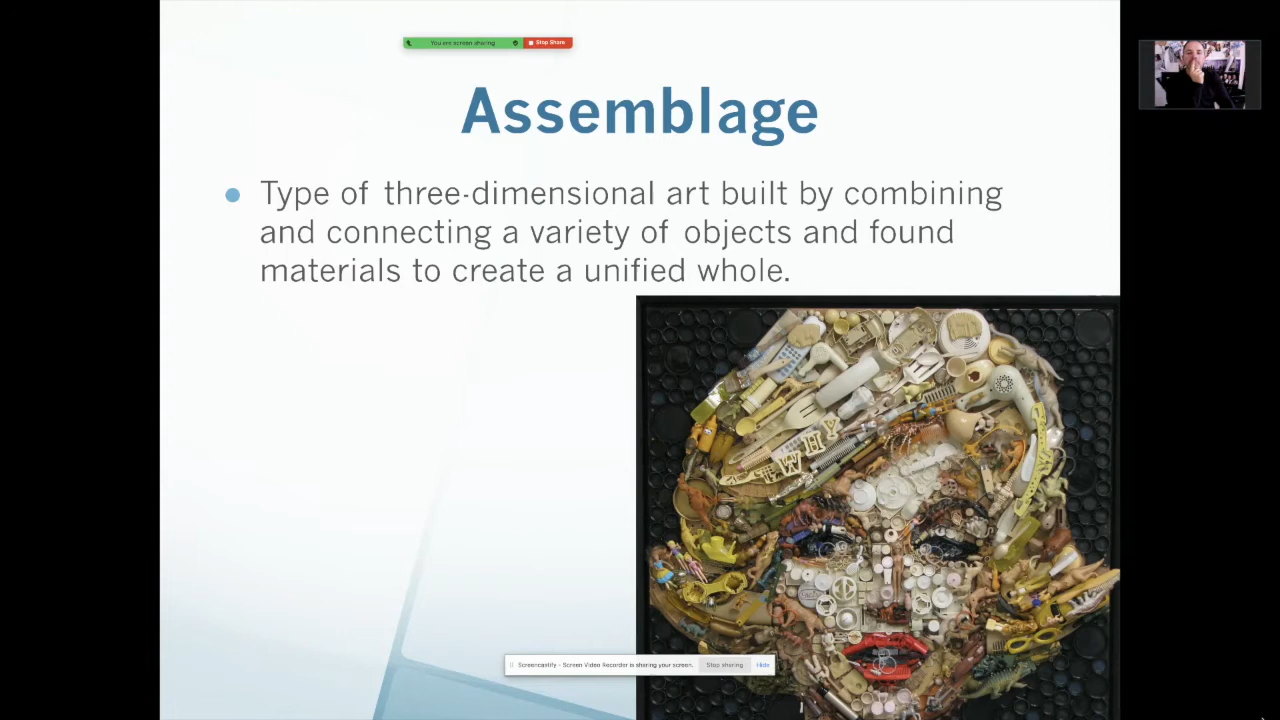 You are screen sharing
Stop Share
Assemblage
Type of three-dimensional art built by combining
and connecting a variety of objects and found
materials to create a unified whole.
WHY
Screencastify - Screen Video Recorder is sharing your screen.
Stop sharing
Hide